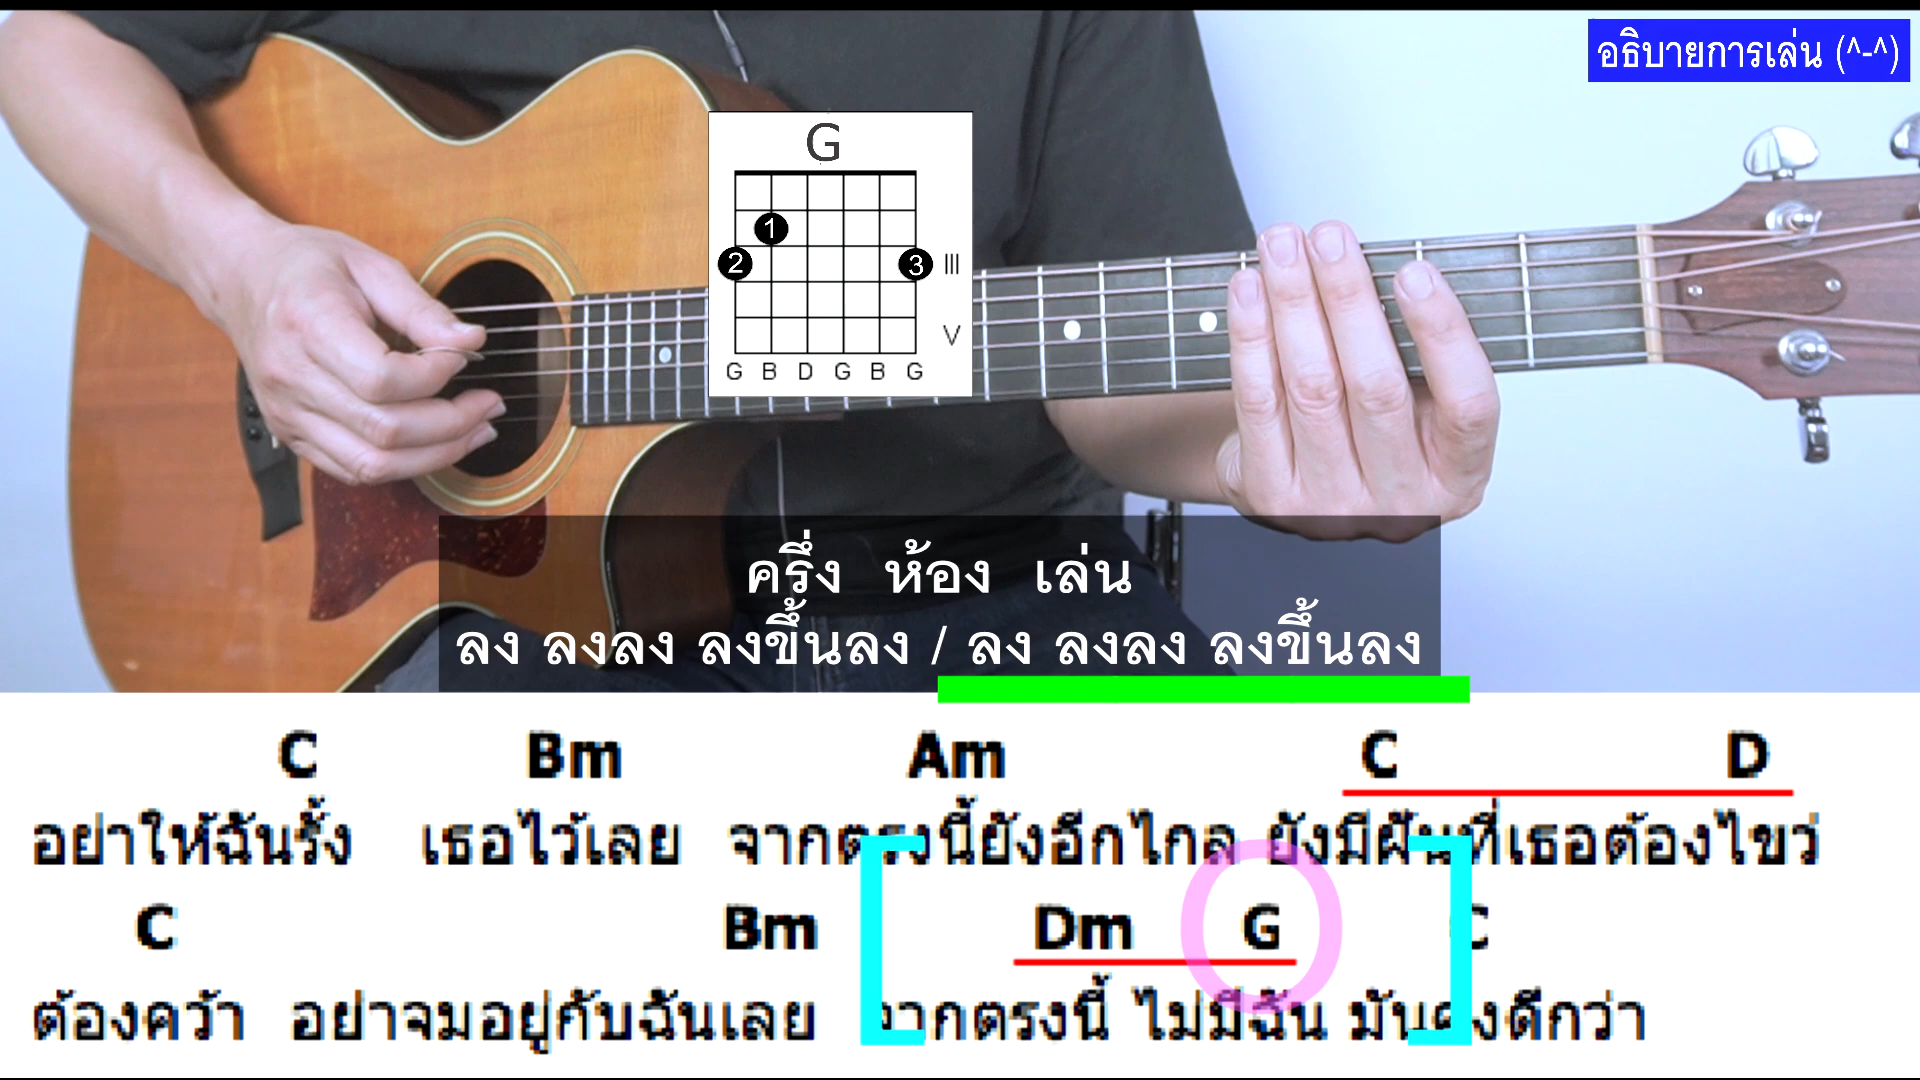 อธิบายการเล่น (^-^)
G
1
2 3 III
V
G B D G B G
ครึ่ง ห้อง เล่น
ลง ลงลง ลงขึ้นลง / ลง ลงลง ลงขึ้นลง
C Bm Am C D
อย่าให้ฉันรั้ง เธอไว้เลย จากตรงนี้ยังอีกไกล ยังมีฝันที่เธอต้องไขว่
C Bm Dm G C
ต้องคว้า อย่าจมอยู่กับฉันเลย จากตรงนี้ ไม่มีฉัน มันคงดีกว่า